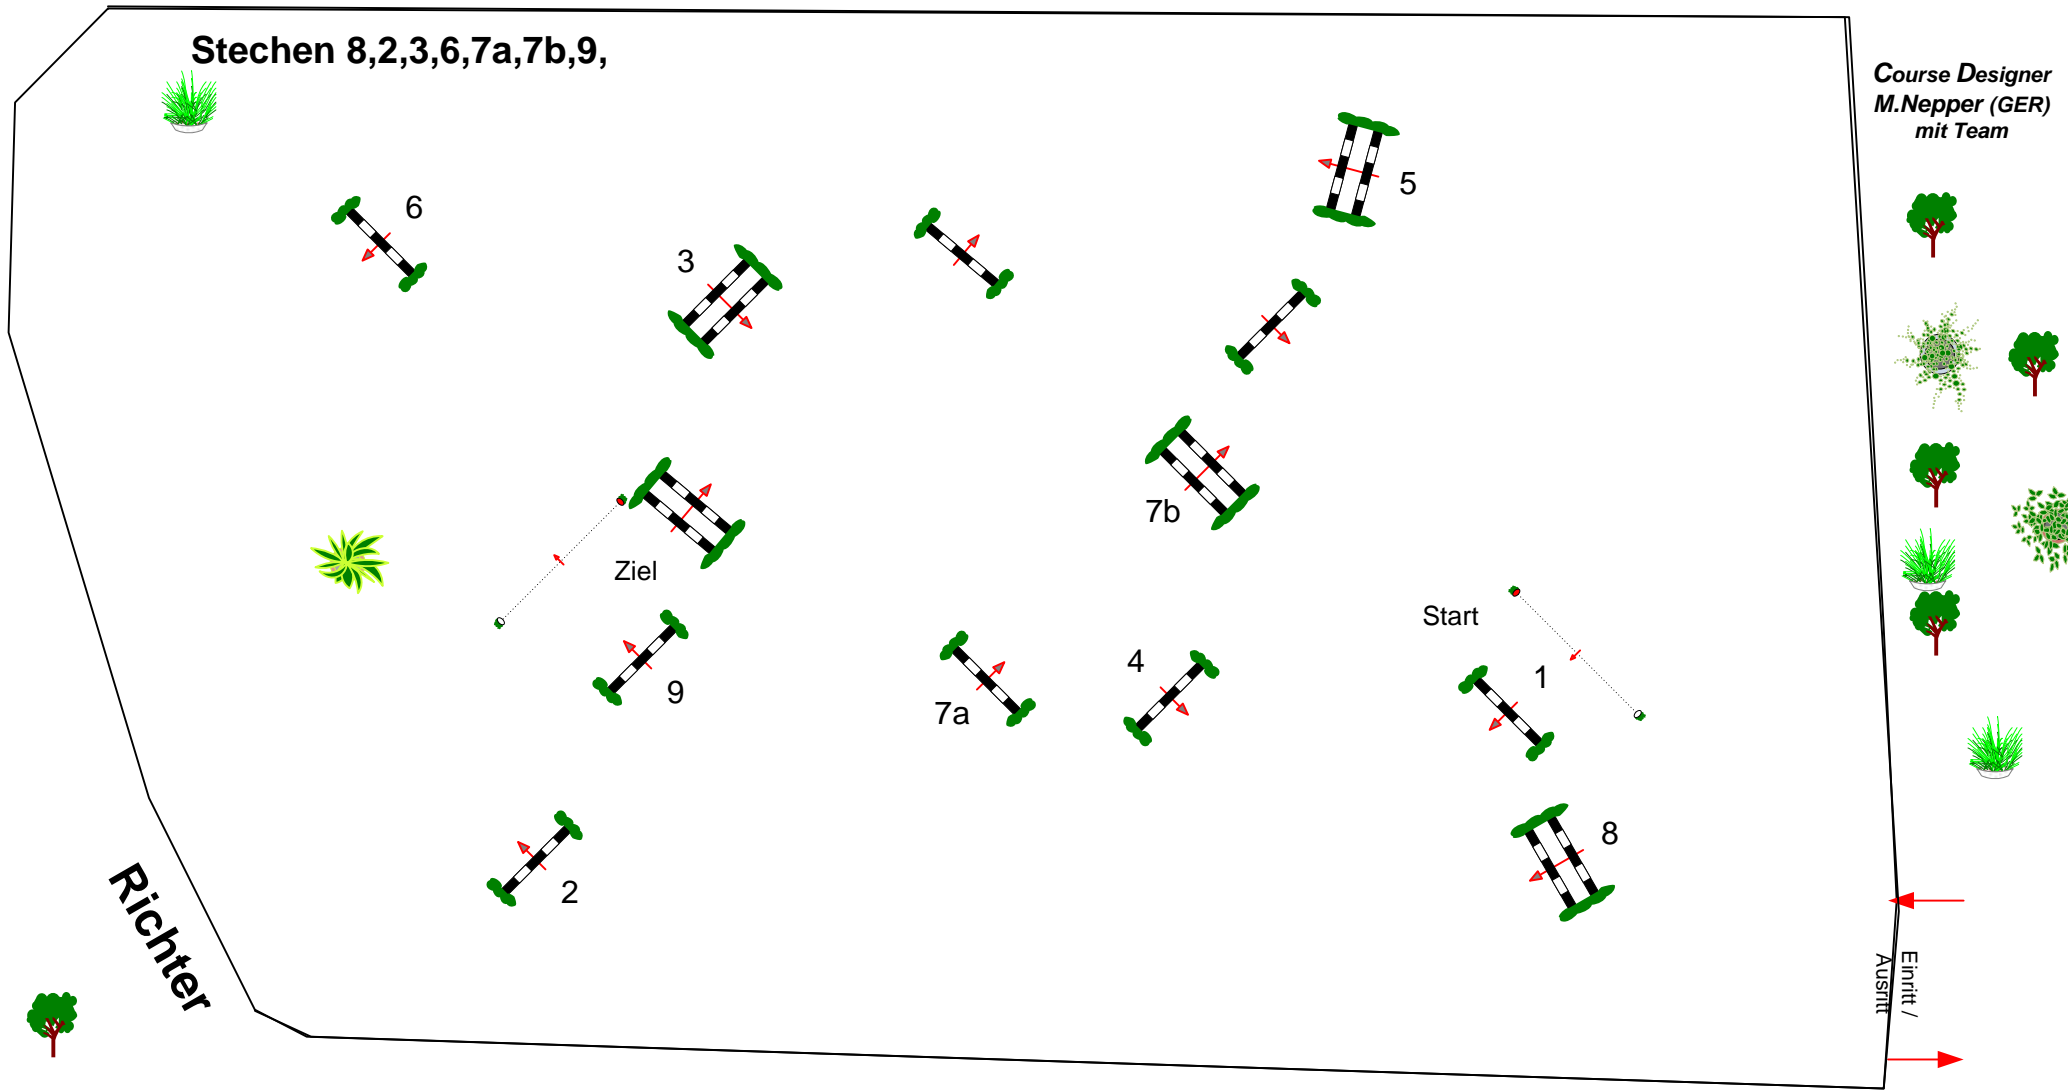 Stechen 8,2,3,6,7a,7b,9,
Course Designer
M.Nepper (GER)
mit Team
5
6
3
7b
Ziel
Start
4
1
9
7a
8
2
Richter
Einritt /
Ausritt